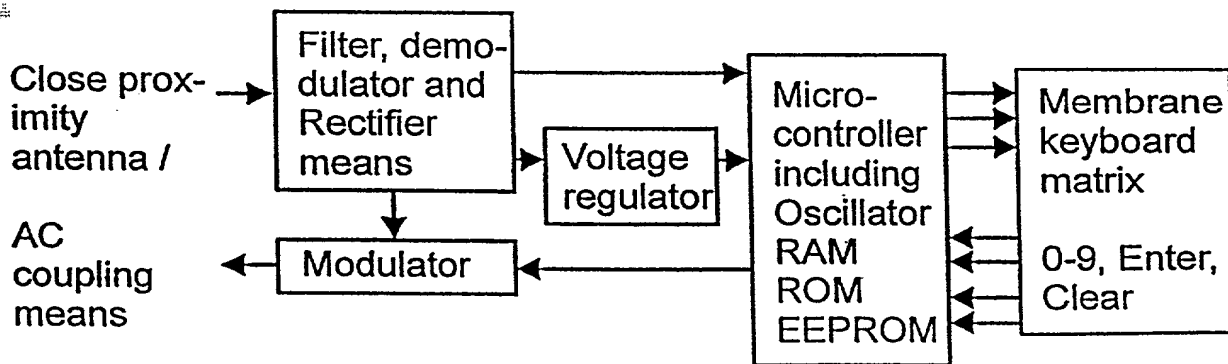 Close prox-
imity
antenna /
AC
coupling
means
Filter, demo-
dulator and
Rectifier
means
Voltage
regulator
Modulator
Micro-
controller
including
Oscillator
RAM
ROM
EEPROM
Membrane
keyboard
matrix
0-9, Enter,
Clear